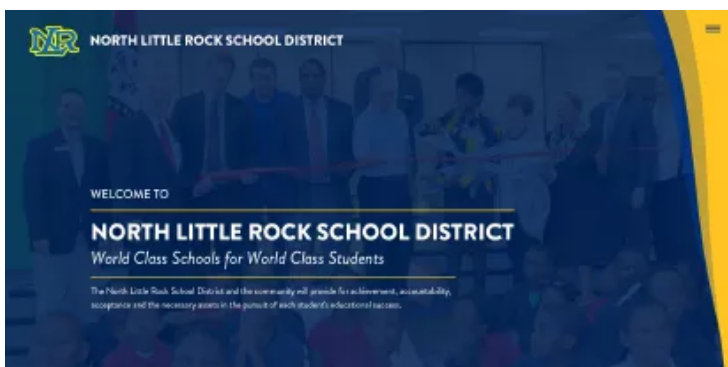 NLR NORTH LITTLE ROCK SCHOOL DISTRICT
WELCOME TO
NORTH LITTLE ROCK SCHOOL DISTRICT
World Class Schools for World Class Students
The North Little Rock School District and the community will provide for achievement, accountability,
acceptance and the necessary assets in the pursuit of each student's educational success.